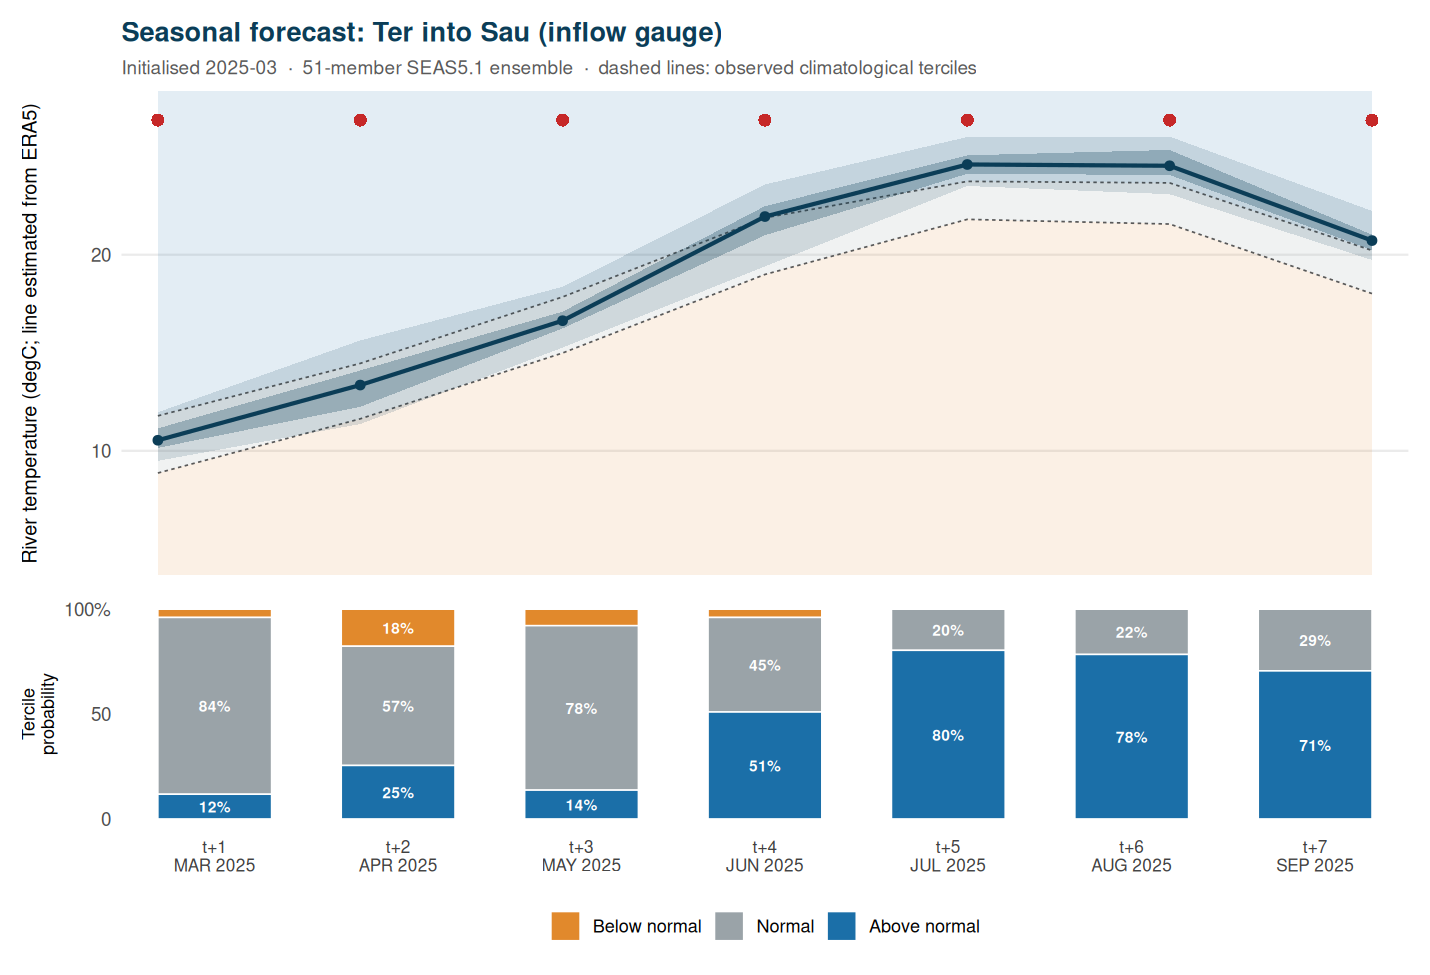 Seasonal forecast: Ter into Sau (inflow gauge)
Initialised 2025-03 · 51-member SEAS5.1 ensemble · dashed lines: observed climatological terciles
River temperature (degC; line estimated from ERA5)
20
10
Tercile
probability
100%
50
0
18%
84%
57%
78%
45%
20%
22%
29%
12%
25%
14%
51%
80%
78%
71%
t+1 t+2 t+3 t+4 t+5 t+6 t+7
MAR 2025 APR 2025 MAY 2025 JUN 2025 JUL 2025 AUG 2025 SEP 2025
Below normal Normal Above normal